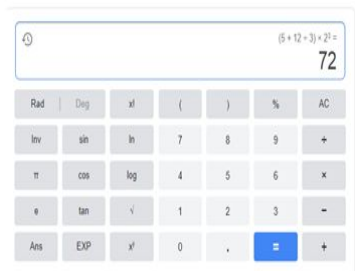 (5 + 12 ÷ 3) × 2³ =
72
Rad | Deg x! ( ) % AC
Inv sin ln 7 8 9 ÷
π cos log 4 5 6 ×
e tan √ 1 2 3 −
Ans EXP xʸ 0 . = +